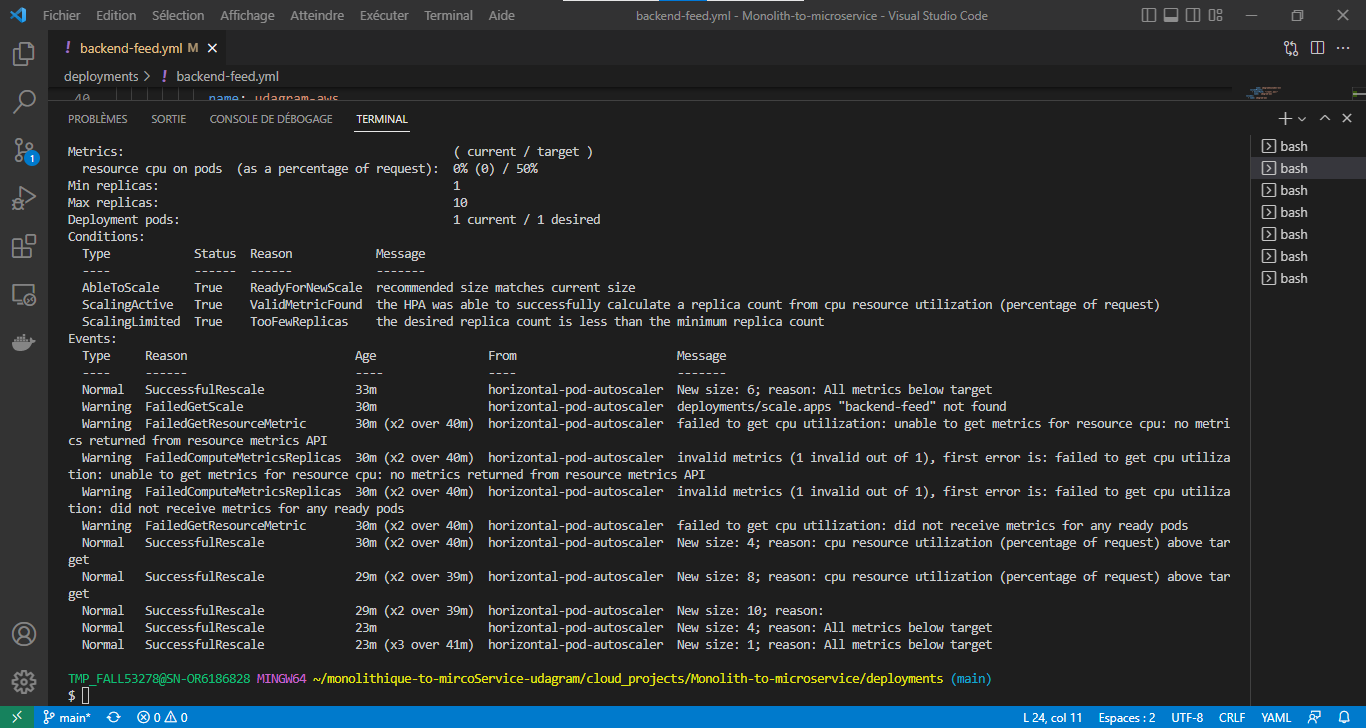 Fichier Edition Sélection Affichage Atteindre Exécuter Terminal Aide backend-feed.yml - Monolith-to-microservice - Visual Studio Code
! backend-feed.yml M
deployments > ! backend-feed.yml
40 name: udagram-aws
PROBLÈMES SORTIE CONSOLE DE DÉBOGAGE TERMINAL
Metrics: ( current / target )
resource cpu on pods (as a percentage of request): 0% (0) / 50%
Min replicas: 1
Max replicas: 10
Deployment pods: 1 current / 1 desired
Conditions:
Type Status Reason Message
---- ------ ------ -------
AbleToScale True ReadyForNewScale recommended size matches current size
ScalingActive True ValidMetricFound the HPA was able to successfully calculate a replica count from cpu resource utilization (percentage of request)
ScalingLimited True TooFewReplicas the desired replica count is less than the minimum replica count
Events:
Type Reason Age From Message
---- ------ ---- ---- -------
Normal SuccessfulRescale 33m horizontal-pod-autoscaler New size: 6; reason: All metrics below target
Warning FailedGetScale 30m horizontal-pod-autoscaler deployments/scale.apps "backend-feed" not found
Warning FailedGetResourceMetric 30m (x2 over 40m) horizontal-pod-autoscaler failed to get cpu utilization: unable to get metrics for resource cpu: no metri
cs returned from resource metrics API
Warning FailedComputeMetricsReplicas 30m (x2 over 40m) horizontal-pod-autoscaler invalid metrics (1 invalid out of 1), first error is: failed to get cpu utiliza
tion: unable to get metrics for resource cpu: no metrics returned from resource metrics API
Warning FailedComputeMetricsReplicas 30m (x2 over 40m) horizontal-pod-autoscaler invalid metrics (1 invalid out of 1), first error is: failed to get cpu utiliza
tion: did not receive metrics for any ready pods
Warning FailedGetResourceMetric 30m (x2 over 40m) horizontal-pod-autoscaler failed to get cpu utilization: did not receive metrics for any ready pods
Normal SuccessfulRescale 30m (x2 over 40m) horizontal-pod-autoscaler New size: 4; reason: cpu resource utilization (percentage of request) above tar
get
Normal SuccessfulRescale 29m (x2 over 39m) horizontal-pod-autoscaler New size: 8; reason: cpu resource utilization (percentage of request) above tar
get
Normal SuccessfulRescale 29m (x2 over 39m) horizontal-pod-autoscaler New size: 10; reason:
Normal SuccessfulRescale 23m horizontal-pod-autoscaler New size: 4; reason: All metrics below target
Normal SuccessfulRescale 23m (x3 over 41m) horizontal-pod-autoscaler New size: 1; reason: All metrics below target
TMP_FALL53278@SN-OR6186828 MINGW64 ~/monolithique-to-mircoService-udagram/cloud_projects/Monolith-to-microservice/deployments (main)
$
bash
bash
bash
bash
bash
bash
bash
1
main* 0 0 L 24, col 11 Espaces : 2 UTF-8 CRLF YAML